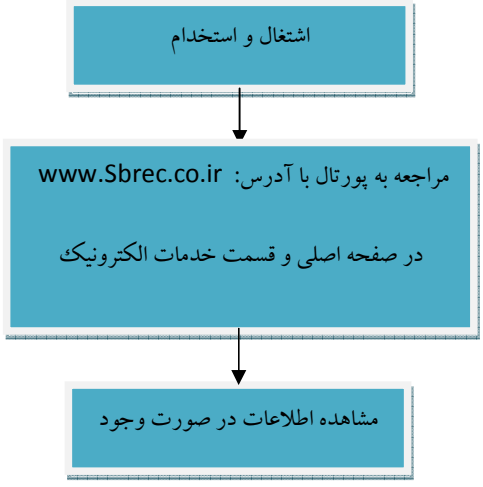 اشتغال و استخدام
مراجعه به پورتال با آدرس: www.Sbrec.co.ir
در صفحه اصلی و قسمت خدمات الکترونیک
مشاهده اطلاعات در صورت وجود